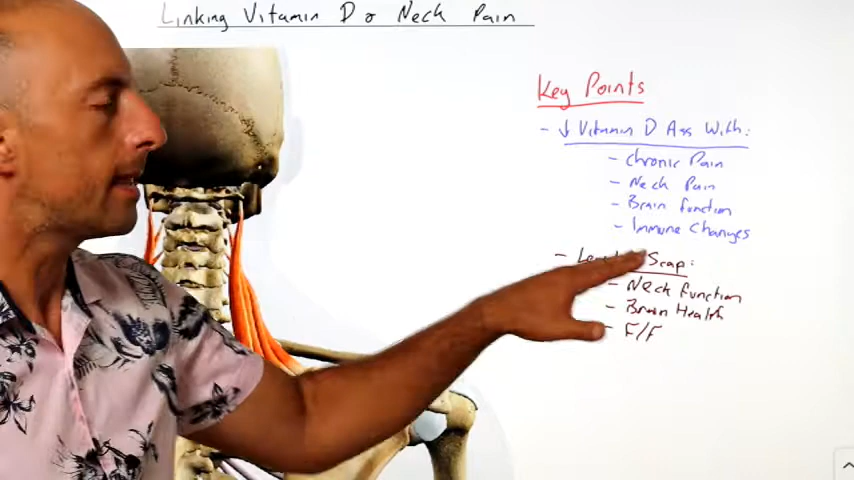 Linking Vitamin D & Neck Pain
Key Points
- ↓ Vitamin D Ass With:
- Chronic Pain
- Neck Pain
- Brain function
- Immune Changes
- Scap:
- Neck function
- Brain Health
- F/F